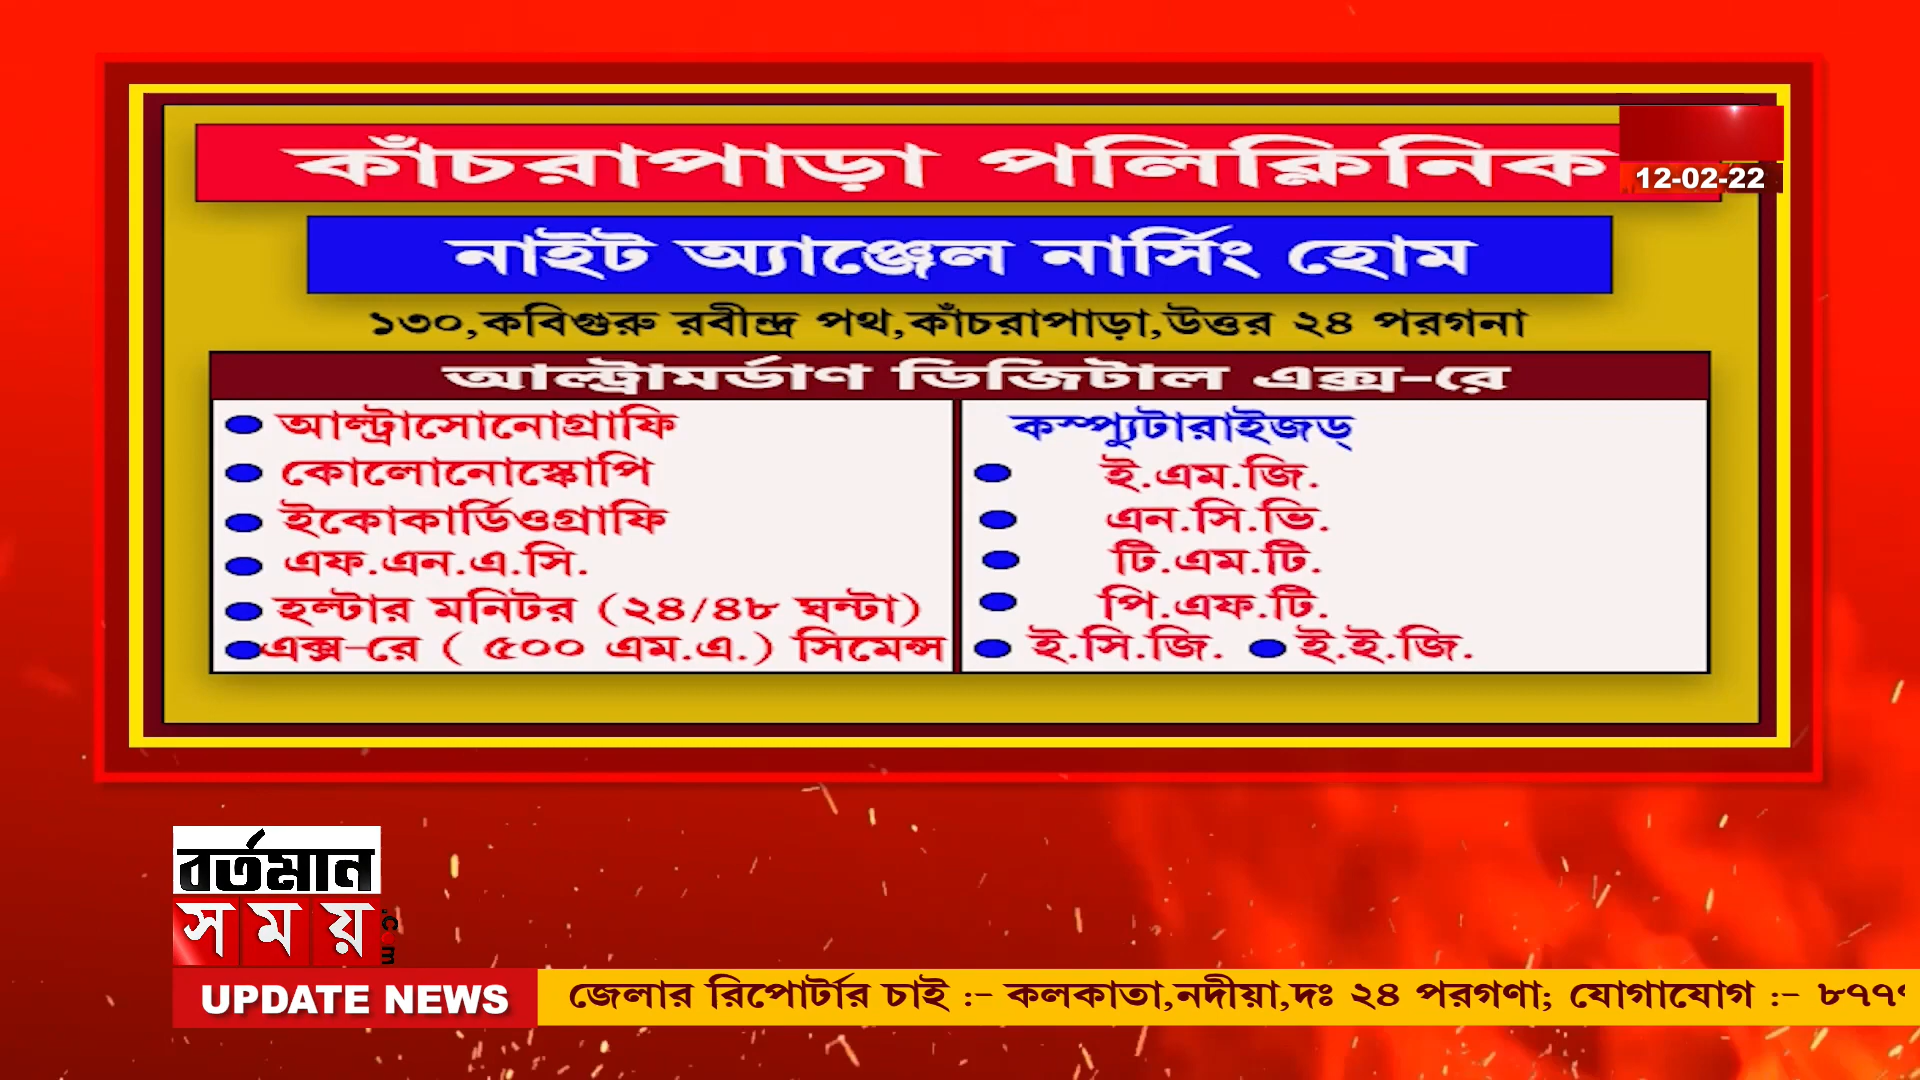 কাঁচরাপাড়া পলিক্লিনিক
12-02-22
নাইট অ্যাঞ্জেল নার্সিং হোম
১৩০,কবিগুরু রবীন্দ্র পথ,কাঁচরাপাড়া,উত্তর ২৪ পরগনা
আল্ট্রামর্ডাণ ডিজিটাল এক্স-রে
আল্ট্রাসোনোগ্রাফি
কোলোনোস্কোপি
ইকোকার্ডিওগ্রাফি
এফ.এন.এ.সি.
হল্টার মনিটর (২৪/৪৮ ঘন্টা)
এক্স-রে ( ৫০০ এম.এ.) সিমেন্স
কম্প্যুটারাইজড্
ই.এম.জি.
এন.সি.ভি.
টি.এম.টি.
পি.এফ.টি.
ই.সি.জি. ই.ই.জি.
বর্তমান
সময়
.com
UPDATE NEWS জেলার রিপোর্টার চাই :- কলকাতা,নদীয়া,দঃ ২৪ পরগণা; যোগাযোগ :- ৮৭৭